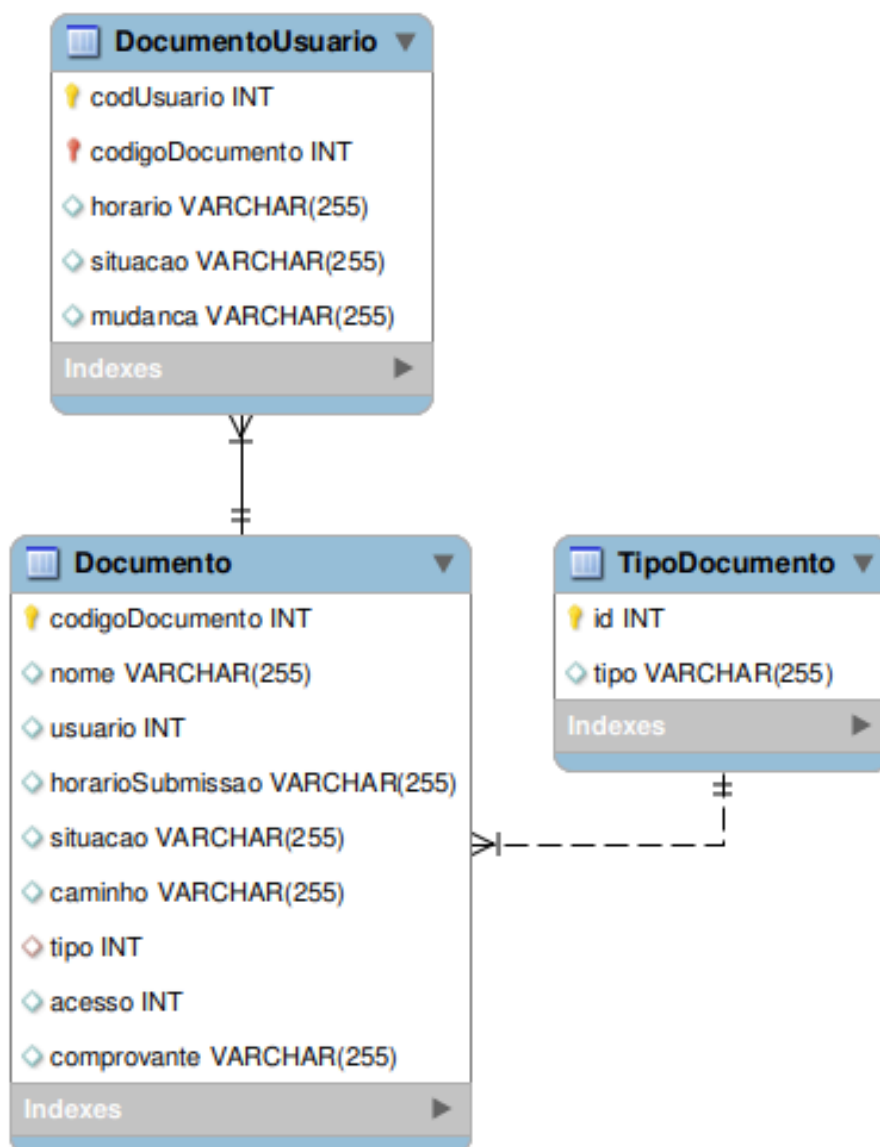 DocumentoUsuario
codUsuario INT
codigoDocumento INT
horario VARCHAR(255)
situacao VARCHAR(255)
mudanca VARCHAR(255)
Indexes
Documento
codigoDocumento INT
nome VARCHAR(255)
usuario INT
horarioSubmissao VARCHAR(255)
situacao VARCHAR(255)
caminho VARCHAR(255)
tipo INT
acesso INT
comprovante VARCHAR(255)
Indexes
TipoDocumento
id INT
tipo VARCHAR(255)
Indexes